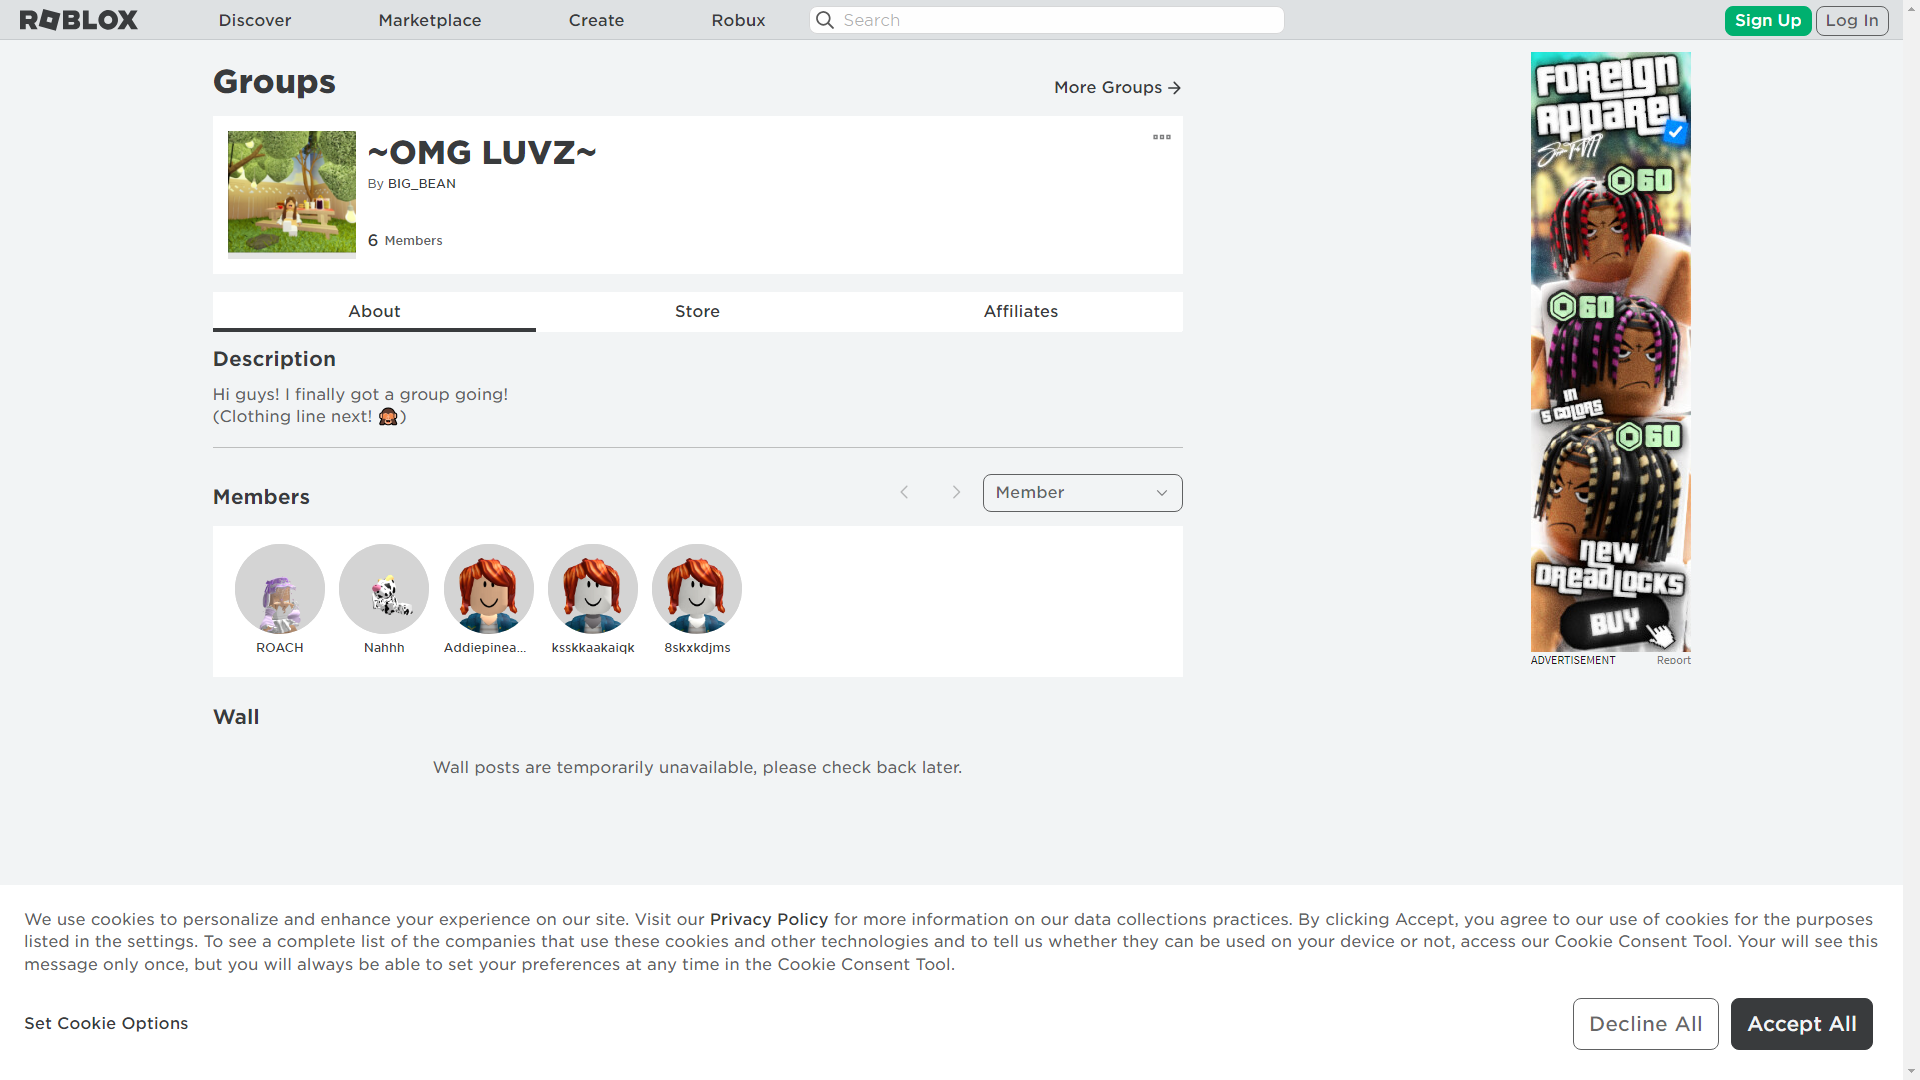 ROBLOX
Discover
Marketplace
Create
Robux
Search
Sign Up
Log In
Groups
More Groups
~OMG LUVZ~
By BIG_BEAN
6 Members
About
Store
Affiliates
Description
Hi guys! I finally got a group going!
(Clothing line next! 🙈)
Members
Member
ROACH
Nahhh
Addiepinea...
ksskkaakaiqk
8skxkdjms
Wall
Wall posts are temporarily unavailable, please check back later.
FOREIGN
APPAREL
60
60
IN
5 COLORS
60
NEW
DREADLOCKS
BUY
ADVERTISEMENT
Report
We use cookies to personalize and enhance your experience on our site. Visit our Privacy Policy for more information on our data collections practices. By clicking Accept, you agree to our use of cookies for the purposes
listed in the settings. To see a complete list of the companies that use these cookies and other technologies and to tell us whether they can be used on your device or not, access our Cookie Consent Tool. Your will see this
message only once, but you will always be able to set your preferences at any time in the Cookie Consent Tool.
Set Cookie Options
Decline All
Accept All